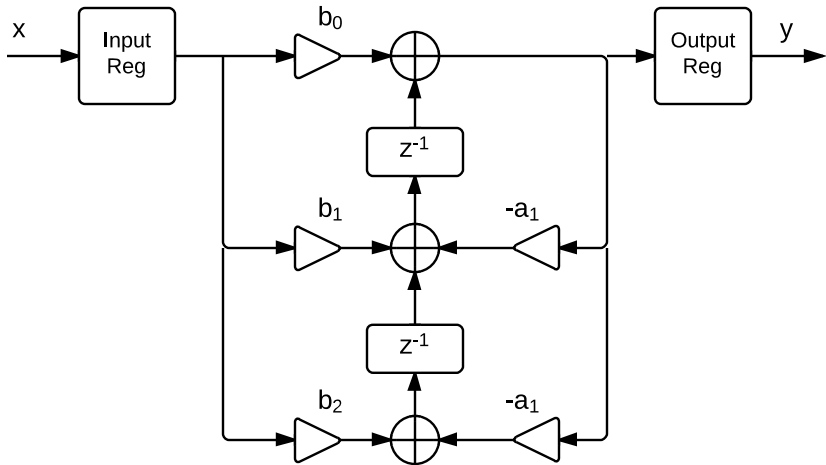 x
Input
Reg
b₀
Output
Reg
y
z⁻¹
b₁
-a₁
z⁻¹
b₂
-a₁